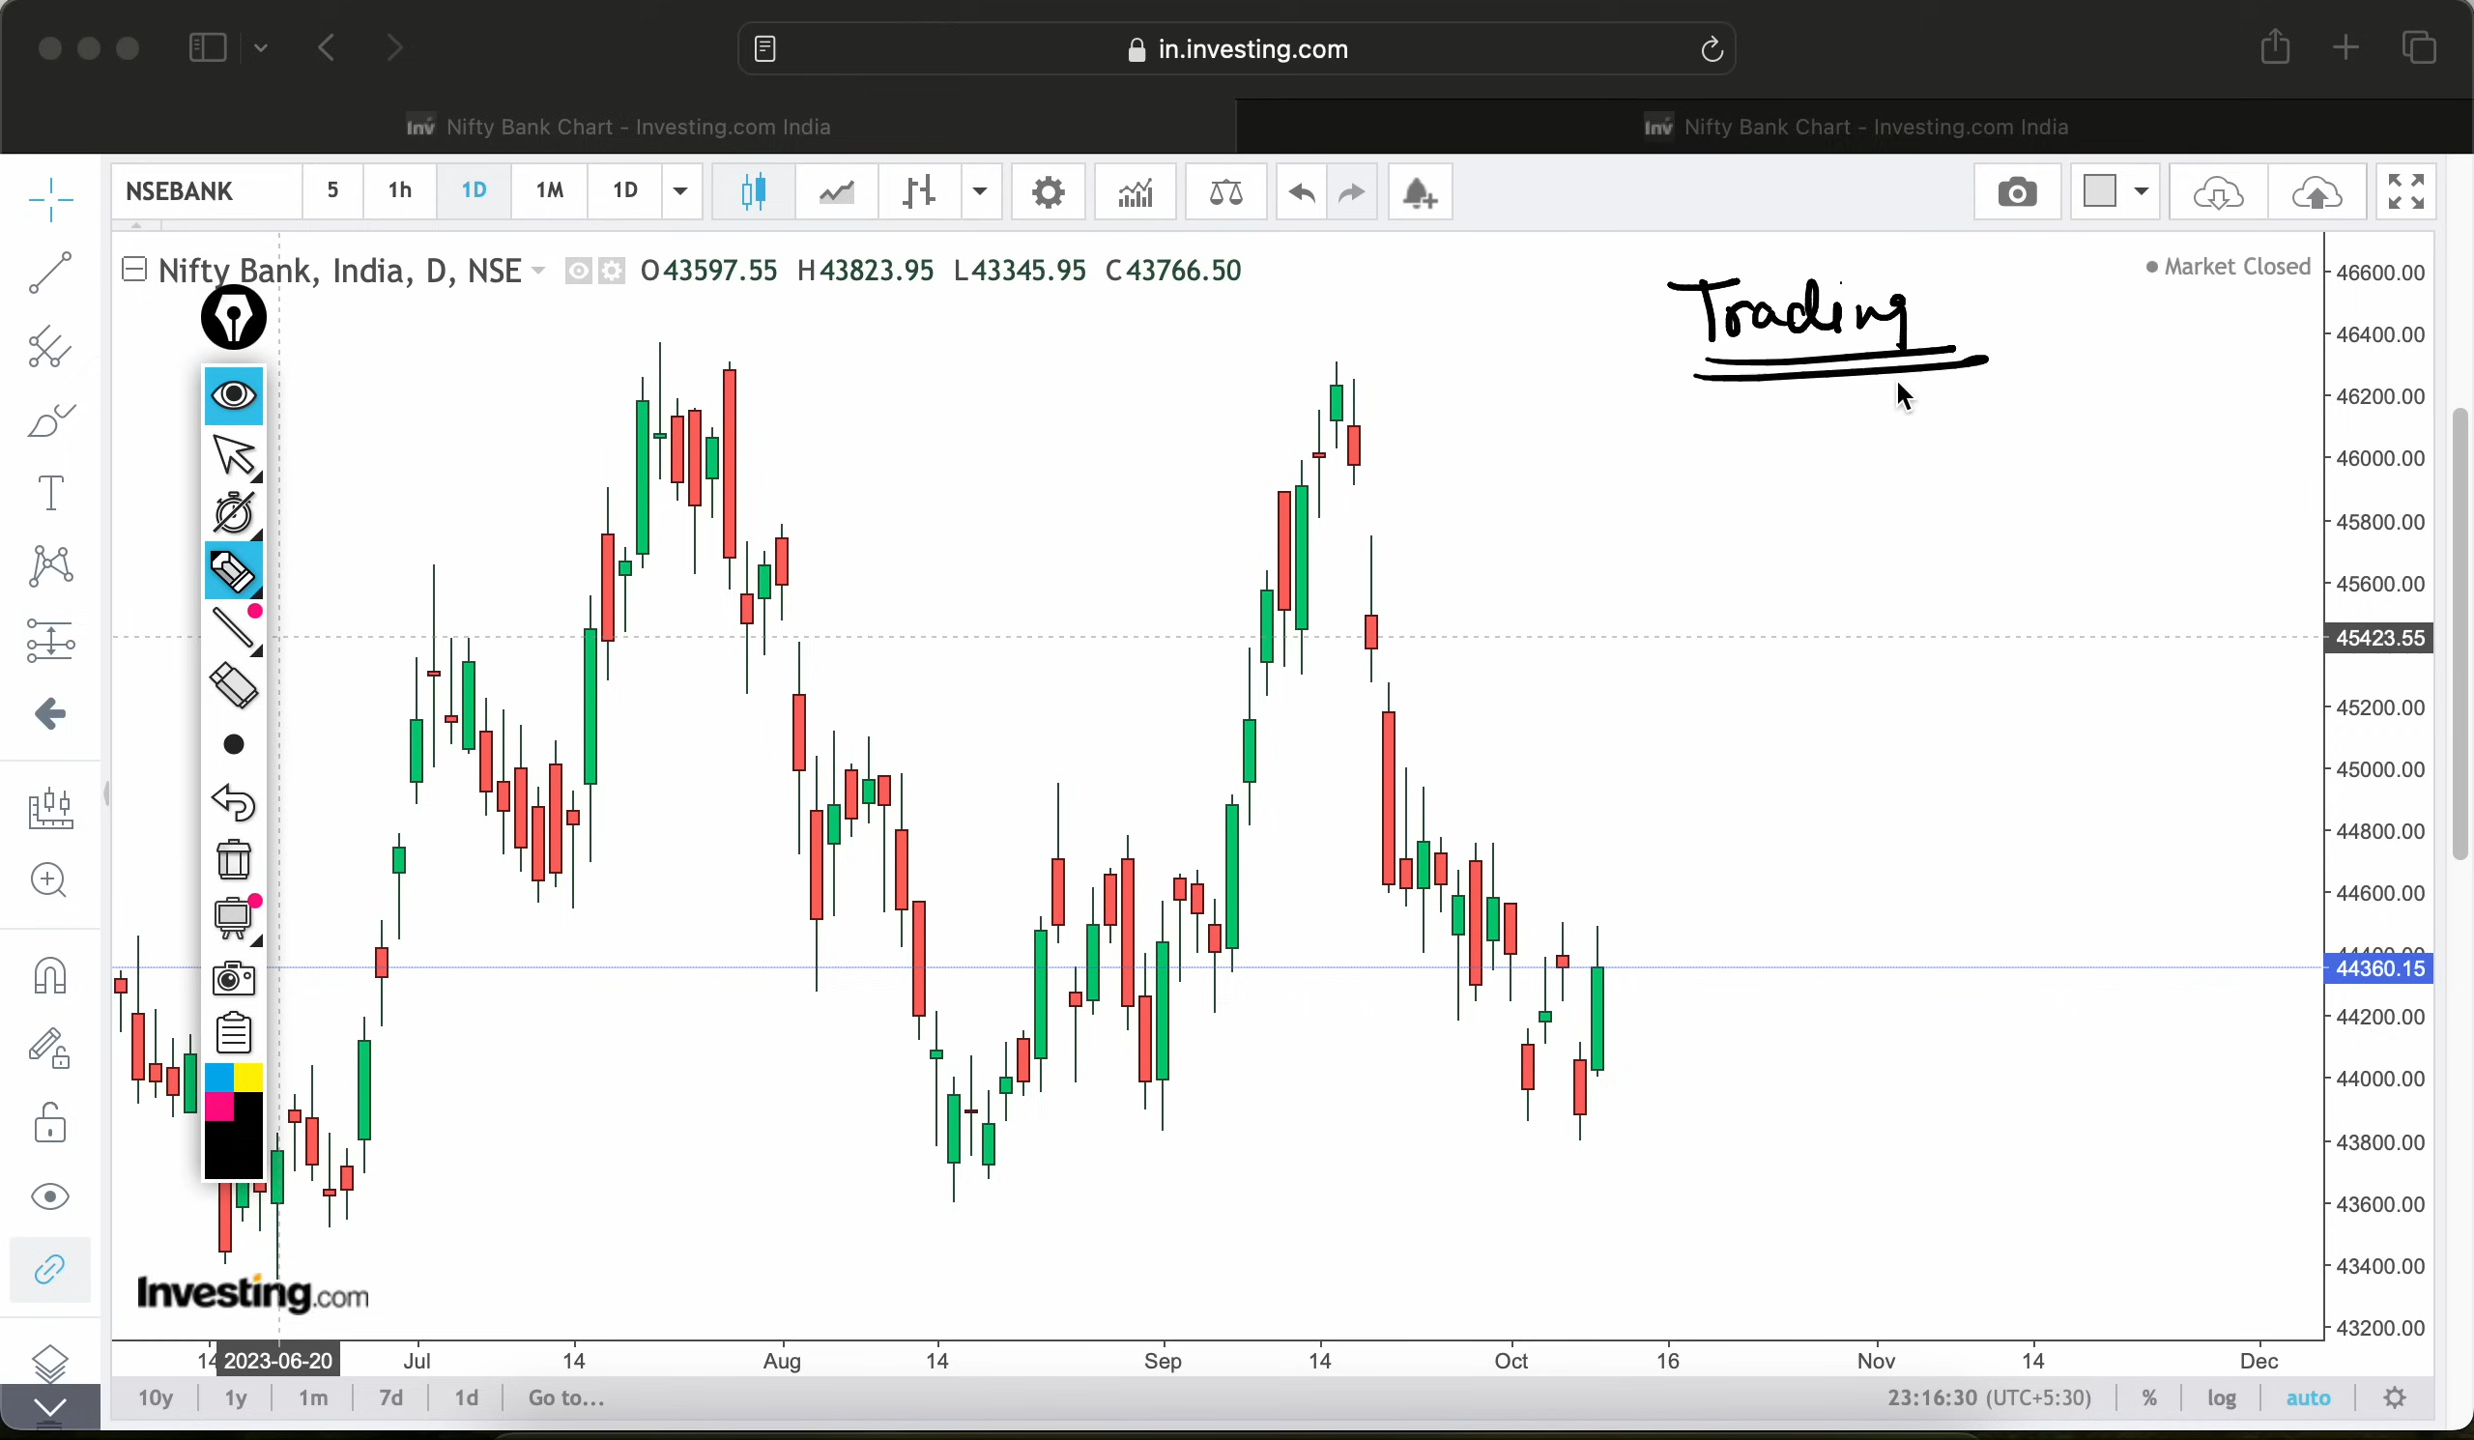 in.investing.com
Inv Nifty Bank Chart - Investing.com India
Inv Nifty Bank Chart - Investing.com India
NSEBANK 5 1h 1D 1M 1D
Nifty Bank, India, D, NSE O43597.55 H43823.95 L43345.95 C43766.50
Market Closed
Trading
T
46600.00
46400.00
46200.00
46000.00
45800.00
45600.00
45423.55
45200.00
45000.00
44800.00
44600.00
44400.00
44360.15
44200.00
44000.00
43800.00
43600.00
43400.00
43200.00
Investing.com
14 2023-06-20 Jul 14 Aug 14 Sep 14 Oct 16 Nov 14 Dec
10y 1y 1m 7d 1d Go to... 23:16:30 (UTC+5:30) % log auto